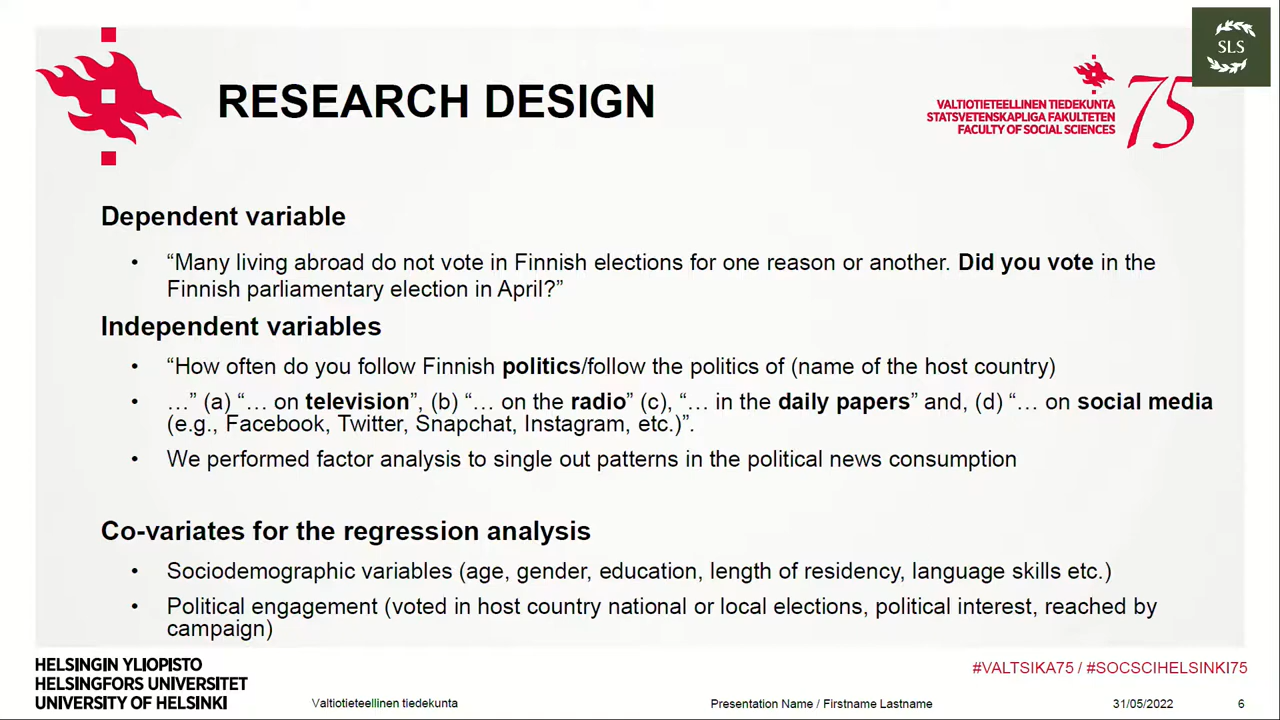 SLS
RESEARCH DESIGN
VALTIOTIETEELLINEN TIEDEKUNTA
STATSVETENSKAPLIGA FAKULTETEN
FACULTY OF SOCIAL SCIENCES
75
Dependent variable
• “Many living abroad do not vote in Finnish elections for one reason or another. Did you vote in the
Finnish parliamentary election in April?”
Independent variables
• “How often do you follow Finnish politics/follow the politics of (name of the host country)
• …” (a) “… on television”, (b) “… on the radio” (c), “… in the daily papers” and, (d) “… on social media
(e.g., Facebook, Twitter, Snapchat, Instagram, etc.)”.
• We performed factor analysis to single out patterns in the political news consumption
Co-variates for the regression analysis
• Sociodemographic variables (age, gender, education, length of residency, language skills etc.)
• Political engagement (voted in host country national or local elections, political interest, reached by
campaign)
HELSINGIN YLIOPISTO
HELSINGFORS UNIVERSITET
UNIVERSITY OF HELSINKI
#VALTSIKA75 / #SOCSCIHELSINKI75
Valtiotieteellinen tiedekunta
Presentation Name / Firstname Lastname
31/05/2022
6